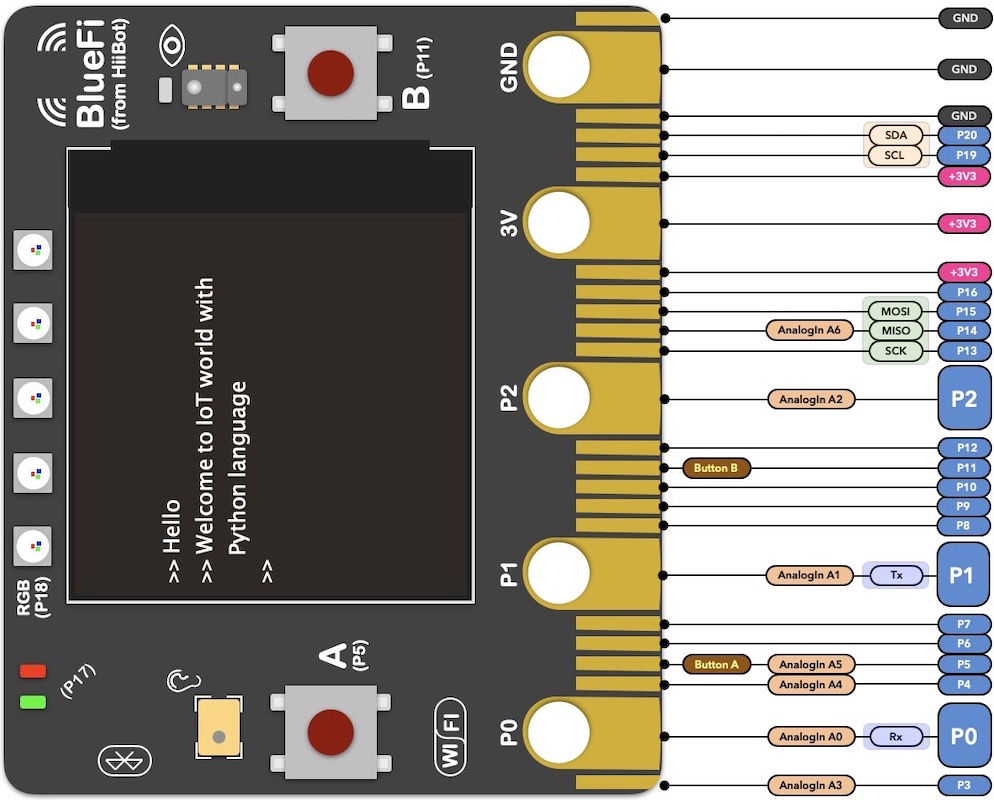 BlueFi
(from HiiBot)
B (P11)
RGB
(P18)
(P17)
A
(P5)
WIFI
>> Hello
>> Welcome to IoT world with
Python language
>>
GND
3V
P2
P1
P0
GND
GND
GND
SDA P20
SCL P19
+3V3
+3V3
+3V3
P16
MOSI P15
AnalogIn A6 MISO P14
SCK P13
AnalogIn A2 P2
P12
Button B P11
P10
P9
P8
AnalogIn A1 Tx P1
P7
P6
Button A AnalogIn A5 P5
AnalogIn A4 P4
AnalogIn A0 Rx P0
AnalogIn A3 P3